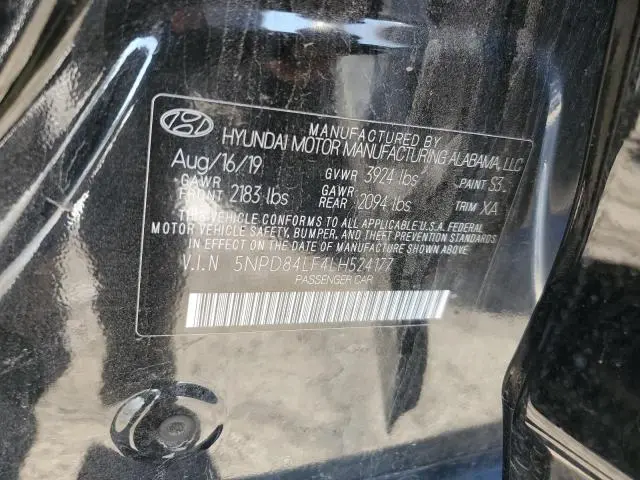 MANUFACTURED BY
HYUNDAI MOTOR MANUFACTURING ALABAMA, LLC
Aug/16/19 GVWR 3924 lbs PAINT S3
GAWR FRONT 2183 lbs GAWR REAR 2094 lbs TRIM XA
THIS VEHICLE CONFORMS TO ALL APPLICABLE U.S.A. FEDERAL
MOTOR VEHICLE SAFETY, BUMPER, AND THEFT PREVENTION STANDARDS
IN EFFECT ON THE DATE OF MANUFACTURE SHOWN ABOVE.
V.I.N 5NPD84LF4LH524177
PASSENGER CAR